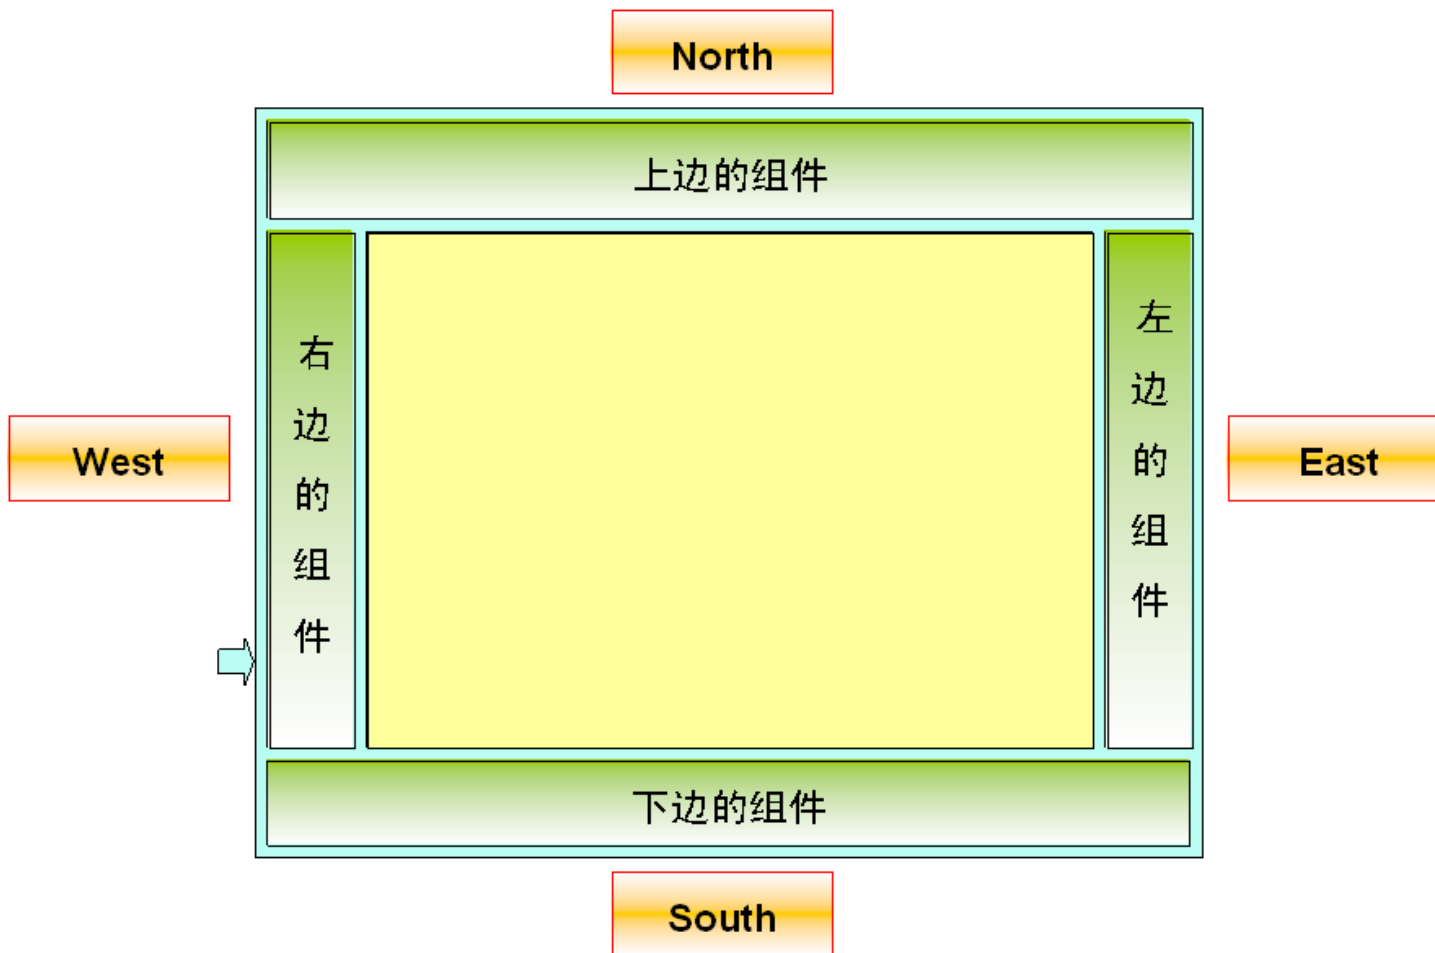 North
上边的组件
West
右
边
的
组
件
左
边
的
组
件
East
下边的组件
South